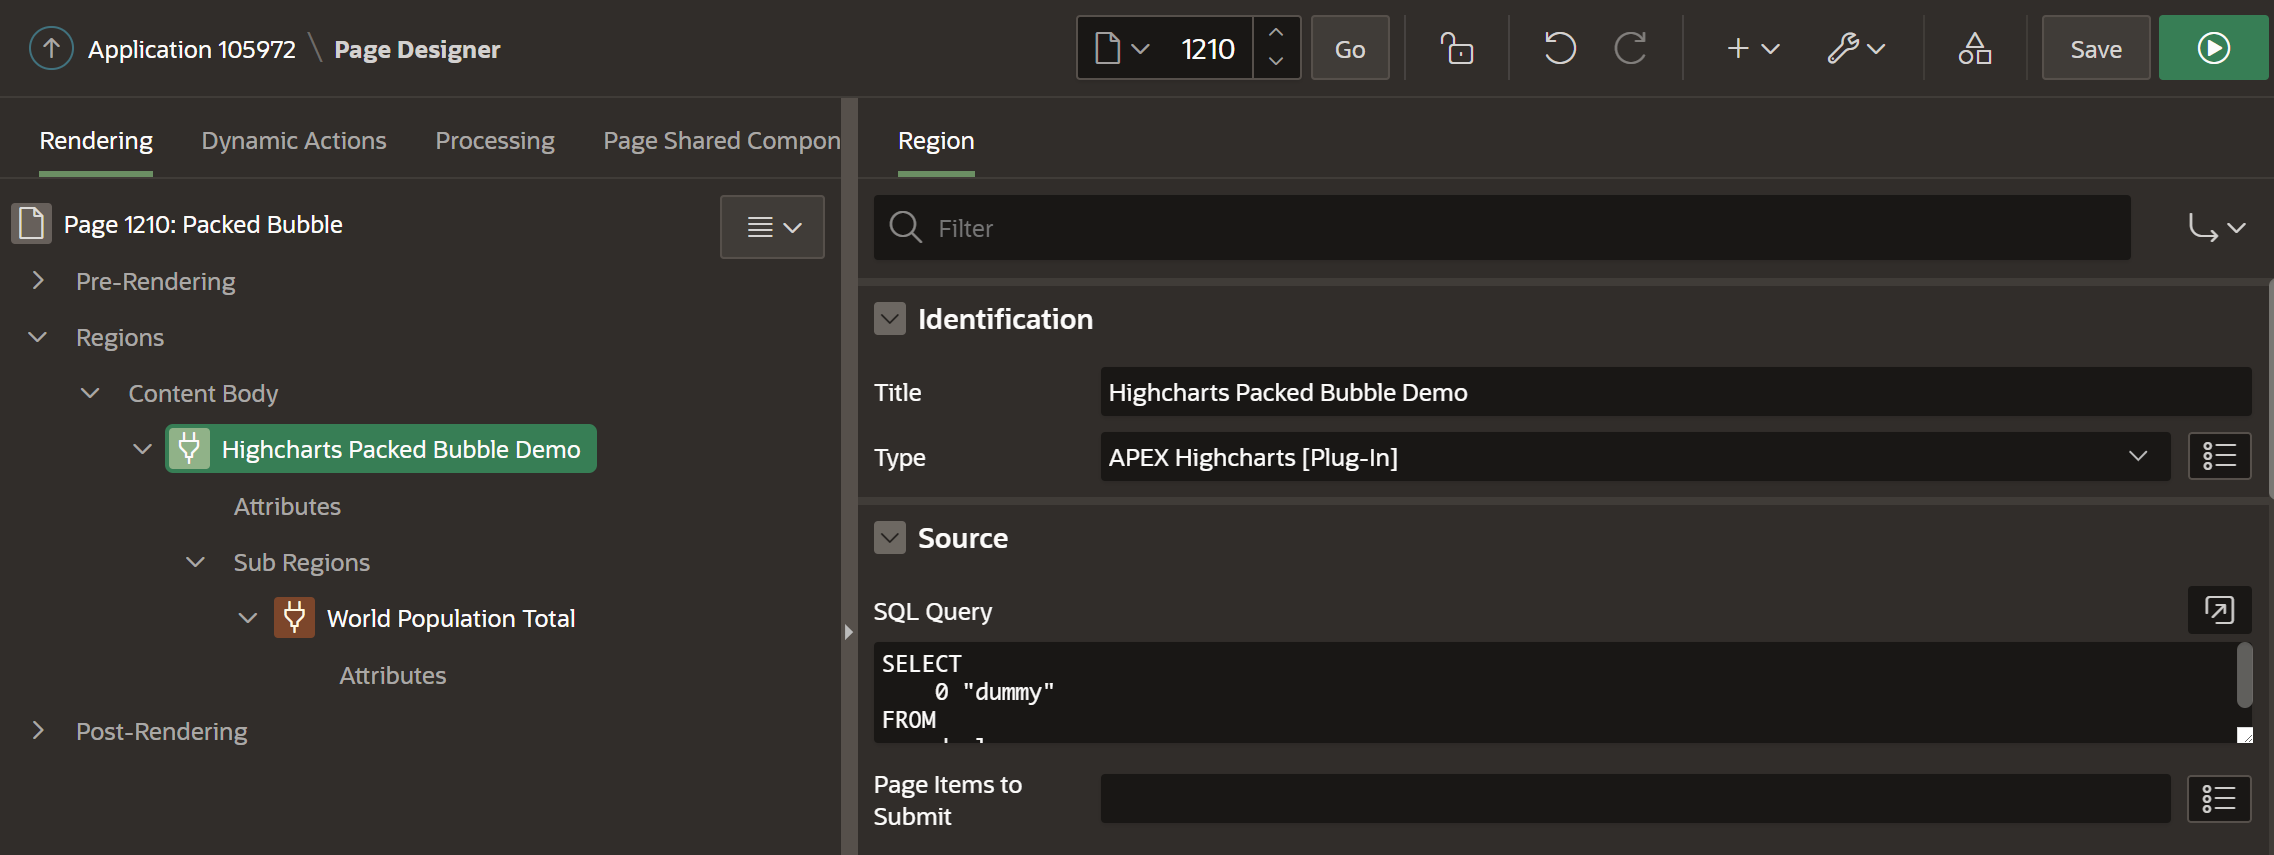 Application 105972 \ Page Designer
1210
Go
Save
Rendering
Dynamic Actions
Processing
Page Shared Compon
Page 1210: Packed Bubble
Pre-Rendering
Regions
Content Body
Highcharts Packed Bubble Demo
Attributes
Sub Regions
World Population Total
Attributes
Post-Rendering
Region
Filter
Identification
Title
Highcharts Packed Bubble Demo
Type
APEX Highcharts [Plug-In]
Source
SQL Query
SELECT
0 "dummy"
FROM
Page Items to
Submit